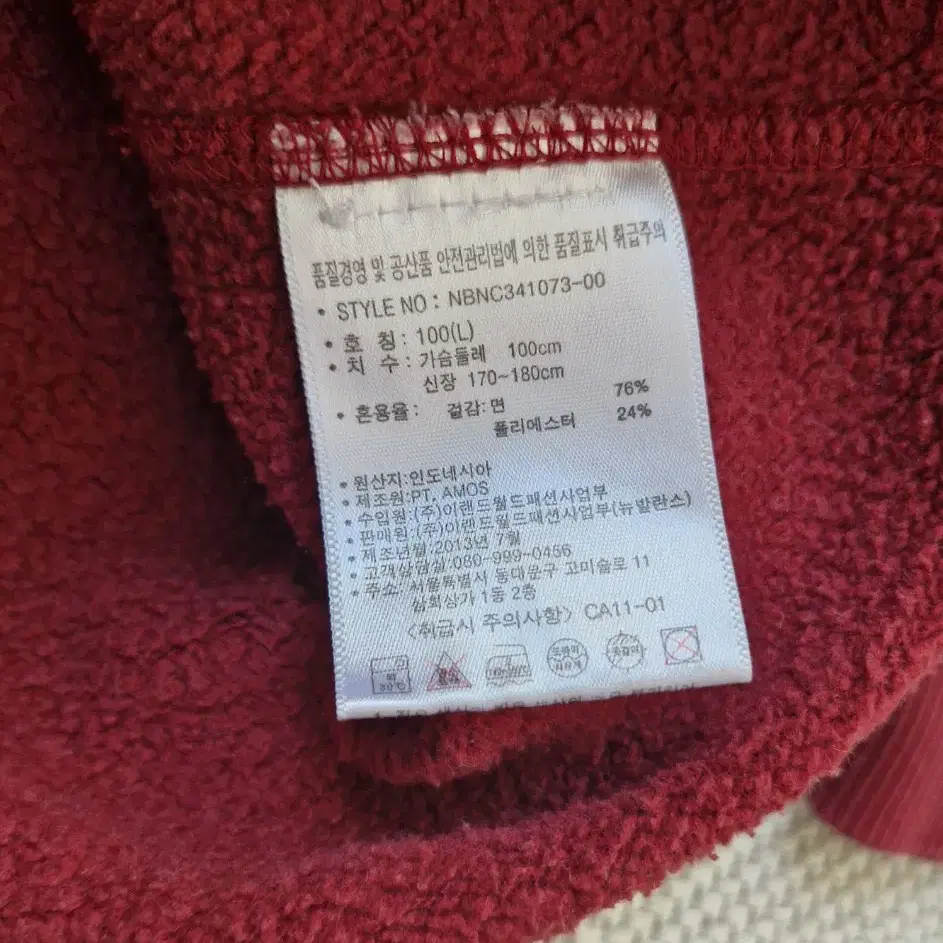 품질경영 및 공산품 안전관리법에 의한 품질표시 취급주의
• STYLE NO : NBNC341073-00
• 호 칭 : 100(L)
• 치 수 : 가슴둘레 100cm
신장 170~180cm
• 혼용율 : 겉감:면 76%
폴리에스터 24%
• 원산지:인도네시아
• 제조원:PT. AMOS
• 수입원:(주)이랜드월드패션사업부
• 판매원:(주)이랜드월드패션사업부(뉴발란스)
• 제조년월:2013년 7월
• 고객상담실:080-999-0456
• 주소: 서울특별시 동대문구 고미술로 11
삼희상가 1동 2층
<취급시 주의사항> CA11-01
약 30℃
드라이